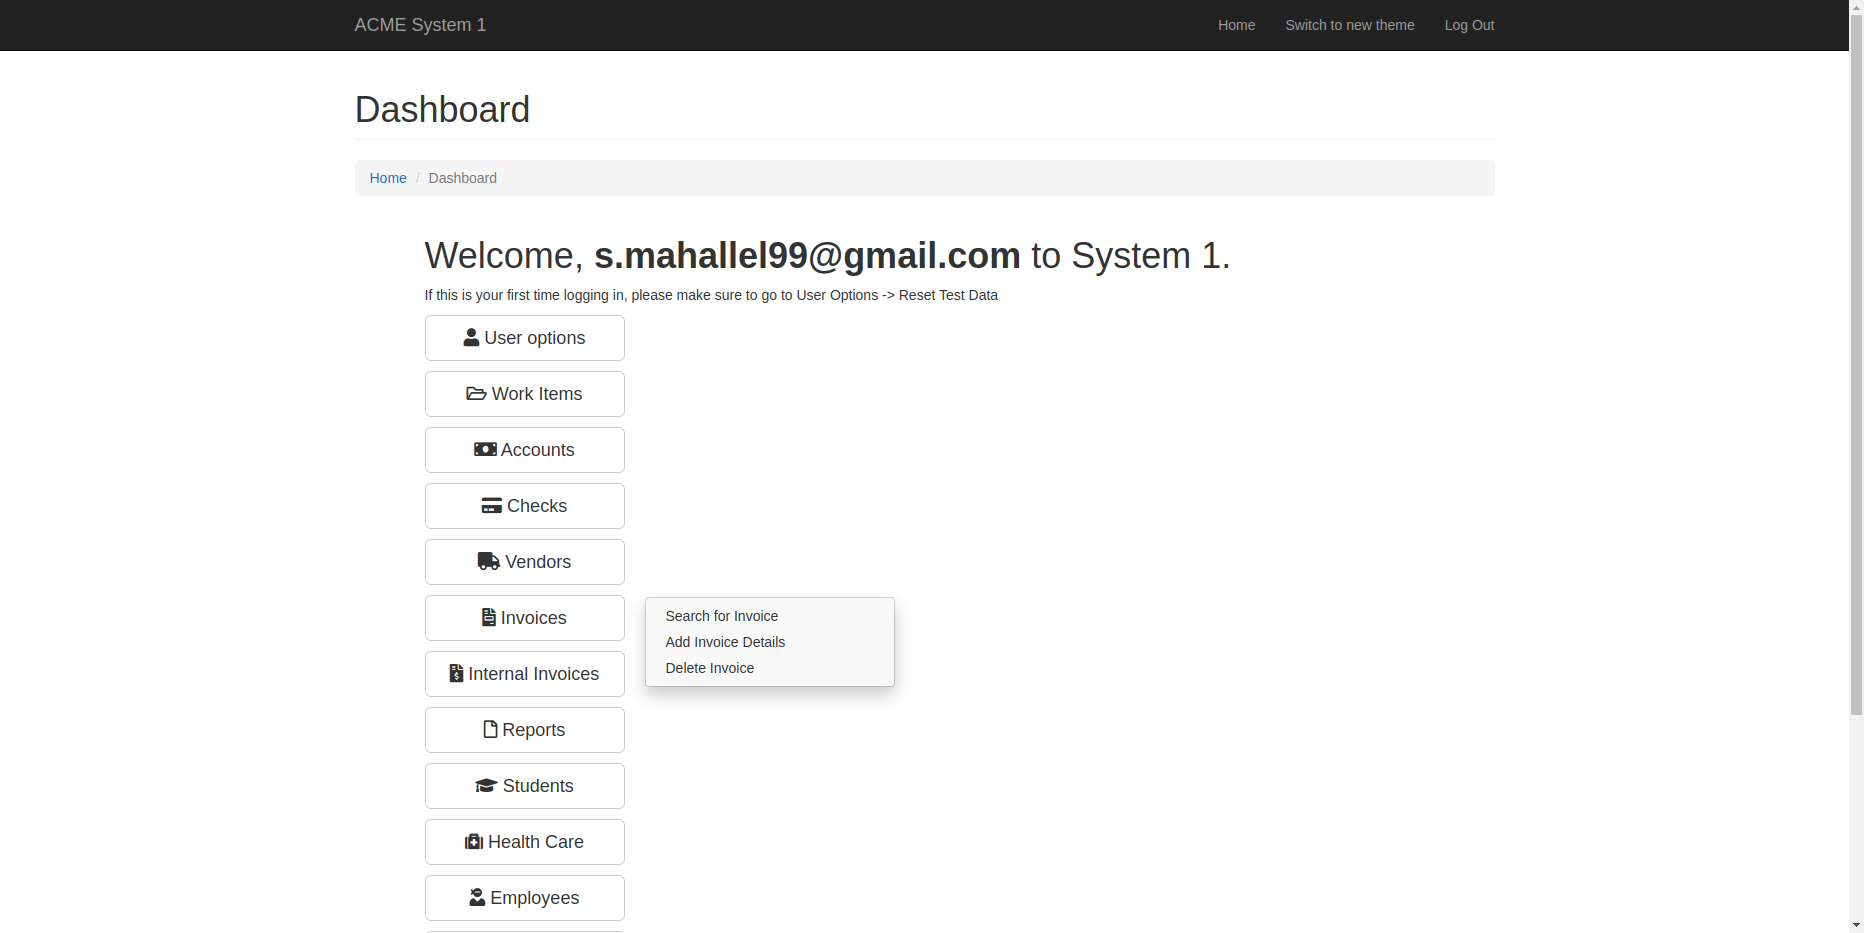 ACME System 1
Home
Switch to new theme
Log Out
Dashboard
Home / Dashboard
Welcome, s.mahallel99@gmail.com to System 1.
If this is your first time logging in, please make sure to go to User Options -> Reset Test Data
User options
Work Items
Accounts
Checks
Vendors
Invoices
Search for Invoice
Add Invoice Details
Delete Invoice
Internal Invoices
Reports
Students
Health Care
Employees